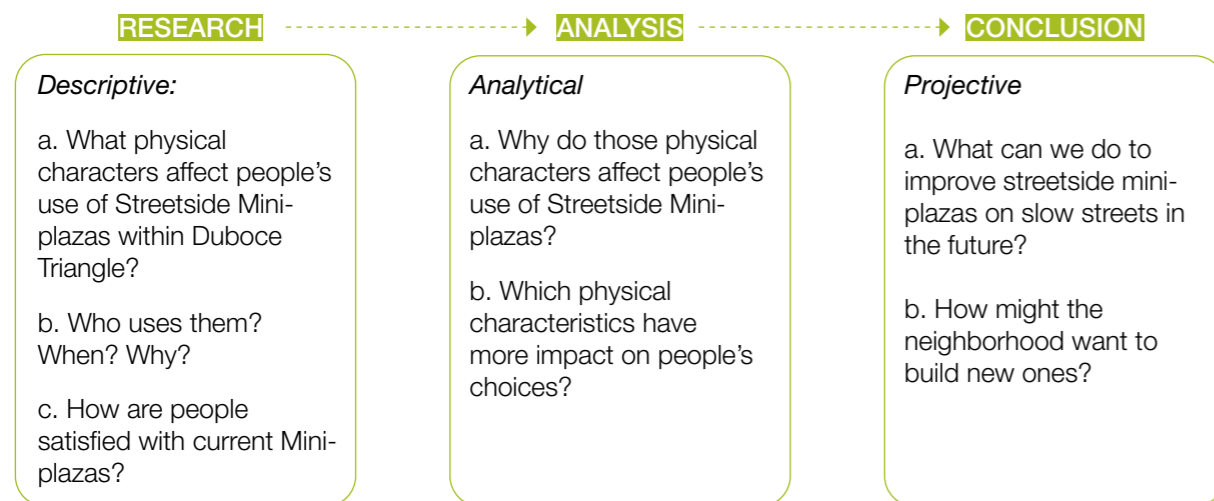 RESEARCH
ANALYSIS
CONCLUSION
Descriptive:
a. What physical
characters affect people’s
use of Streetside Mini-
plazas within Duboce
Triangle?
b. Who uses them?
When? Why?
c. How are people
satisfied with current Mini-
plazas?
Analytical
a. Why do those physical
characters affect people’s
use of Streetside Mini-
plazas?
b. Which physical
characteristics have
more impact on people’s
choices?
Projective
a. What can we do to
improve streetside mini-
plazas on slow streets in
the future?
b. How might the
neighborhood want to
build new ones?